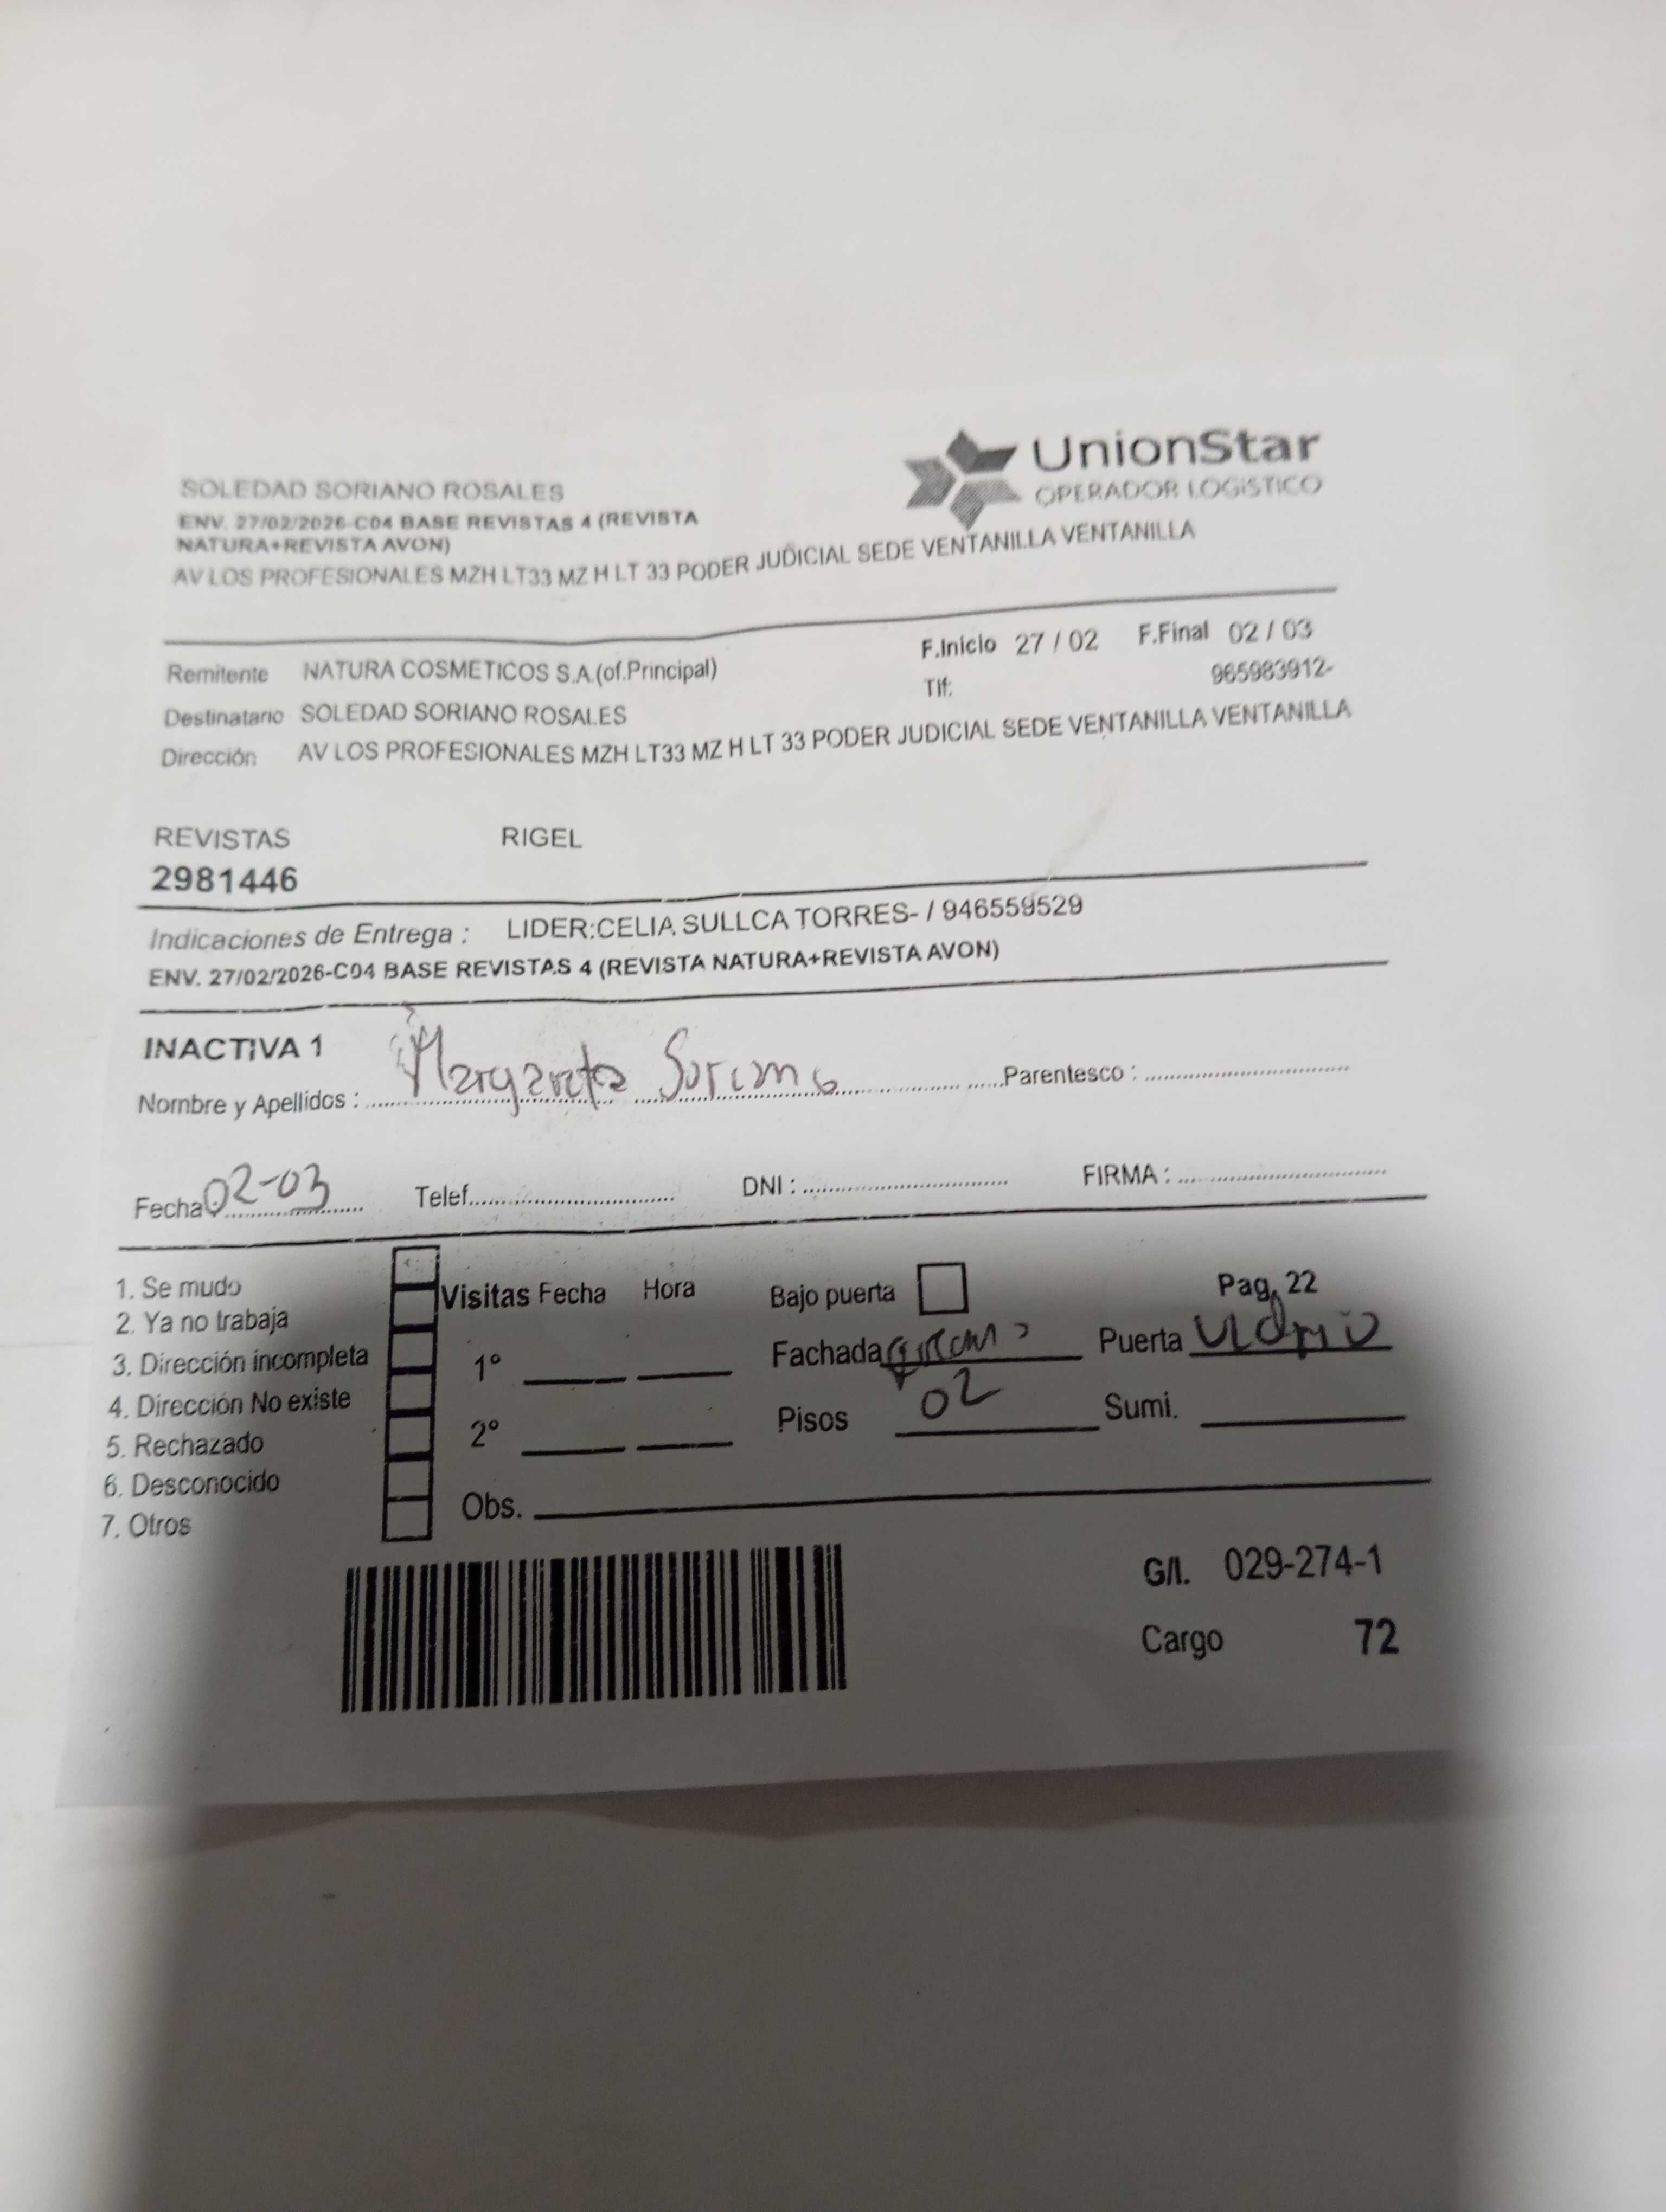 UnionStar
OPERADOR LOGISTICO
SOLEDAD SORIANO ROSALES
ENV. 27/02/2026-C04 BASE REVISTAS 4 (REVISTA
NATURA+REVISTA AVON)
AV LOS PROFESIONALES MZH LT33 MZ H LT 33 PODER JUDICIAL SEDE VENTANILLA VENTANILLA
F.Inicio 27 / 02 F.Final 02 / 03
Remitente NATURA COSMETICOS S.A.(of.Principal)
Tlf: 965983912-
Destinatario SOLEDAD SORIANO ROSALES
Dirección AV LOS PROFESIONALES MZH LT33 MZ H LT 33 PODER JUDICIAL SEDE VENTANILLA VENTANILLA
REVISTAS RIGEL
2981446
Indicaciones de Entrega : LIDER:CELIA SULLCA TORRES- / 946559529
ENV. 27/02/2026-C04 BASE REVISTAS 4 (REVISTA NATURA+REVISTA AVON)
INACTIVA 1
Nombre y Apellidos : Margarita Soriano Parentesco :
Fecha 02-03 Telef. DNI : FIRMA :
1. Se mudo
2. Ya no trabaja
3. Dirección incompleta
4. Dirección No existe
5. Rechazado
6. Desconocido
7. Otros
Visitas Fecha Hora Bajo puerta Pag. 22
1° Fachada Puerta
2° Pisos 02 Sumi.
Obs.
G/I. 029-274-1
Cargo 72